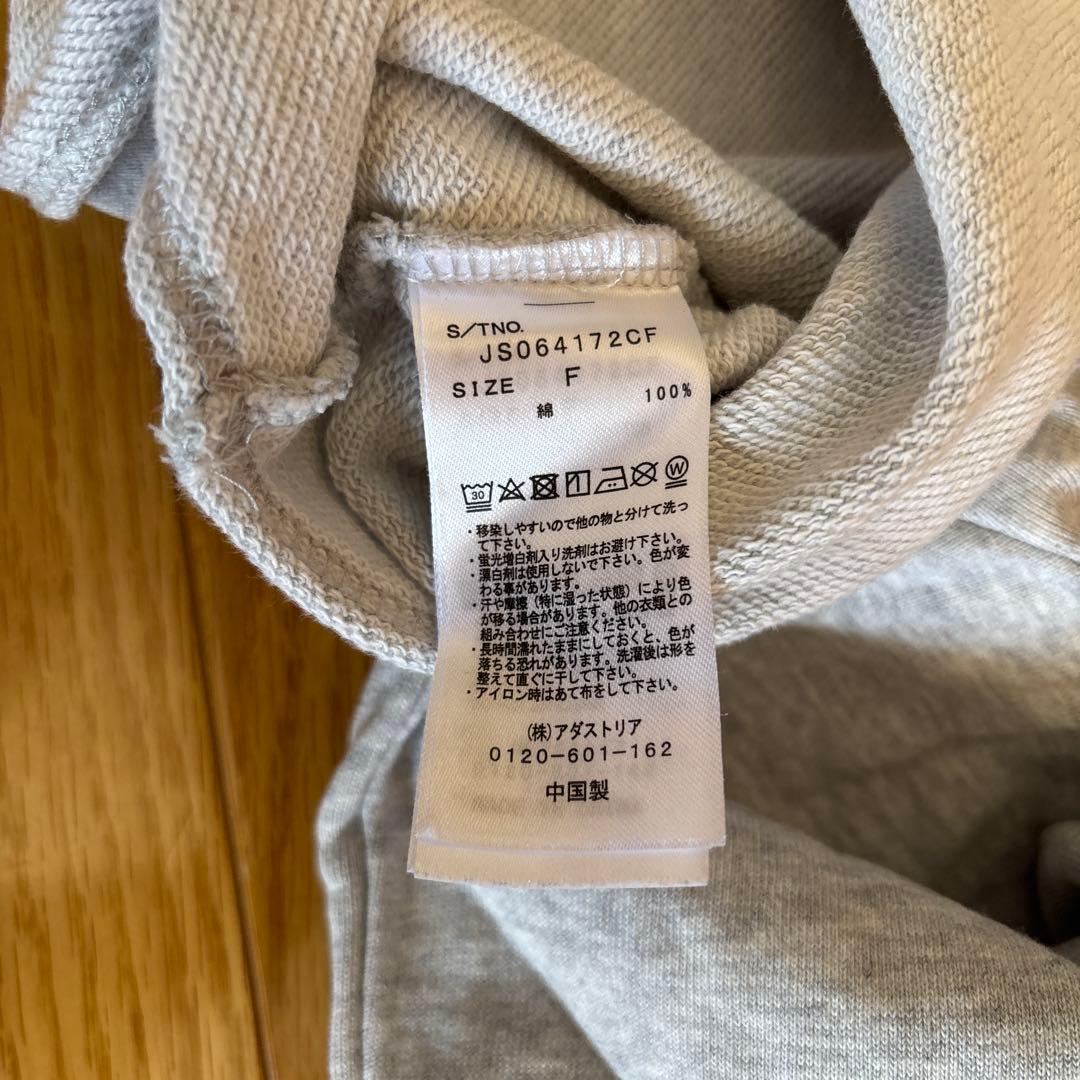 S/TNO.
JS064172CF
SIZE F
綿 100%
30 W
・移染しやすいので他の物と分けて洗っ
て下さい。
・蛍光増白剤入り洗剤はお避け下さい。
・漂白剤は使用しないで下さい。色が変
わる事があります。
・汗や摩擦（特に湿った状態）により色
が移る場合があります。他の衣類との
組み合わせにご注意ください。
・長時間濡れたままにしておくと、色が
落ちる恐れがあります。洗濯後は形を
整えて直ぐに干して下さい。
・アイロン時はあて布をして下さい。
(株)アダストリア
0120-601-162
中国製